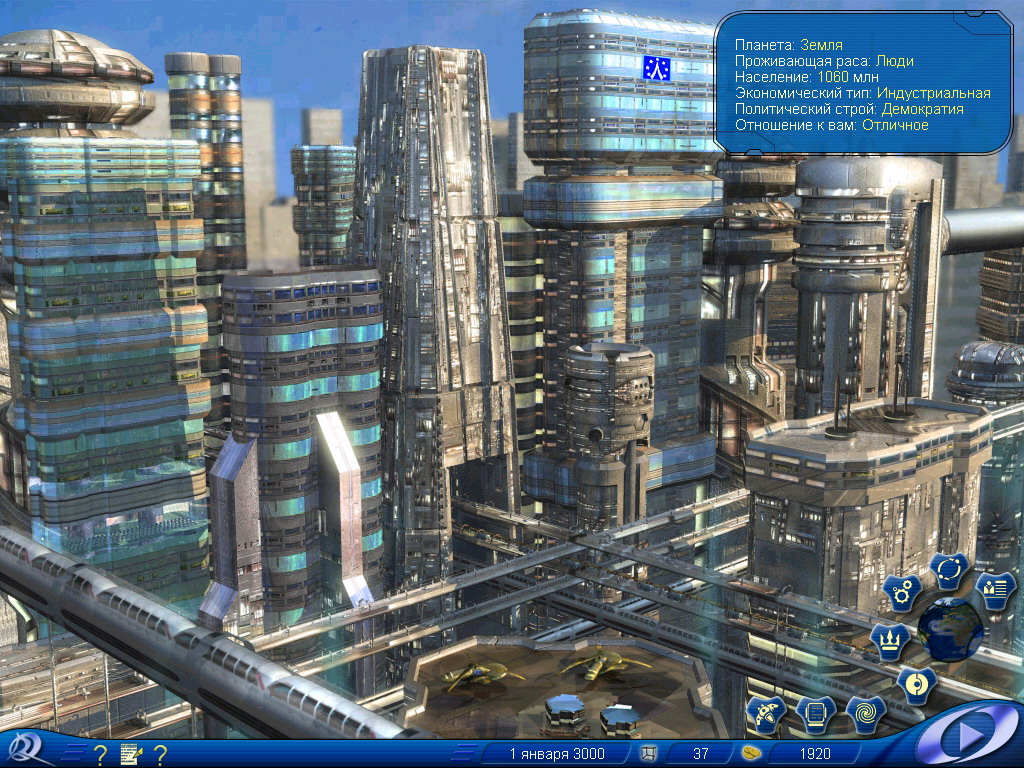 Планета: Земля
Проживающая раса: Люди
Население: 1060 млн
Экономический тип: Индустриальная
Политический строй: Демократия
Отношение к вам: Отличное
? ?
1 января 3000
37
1920